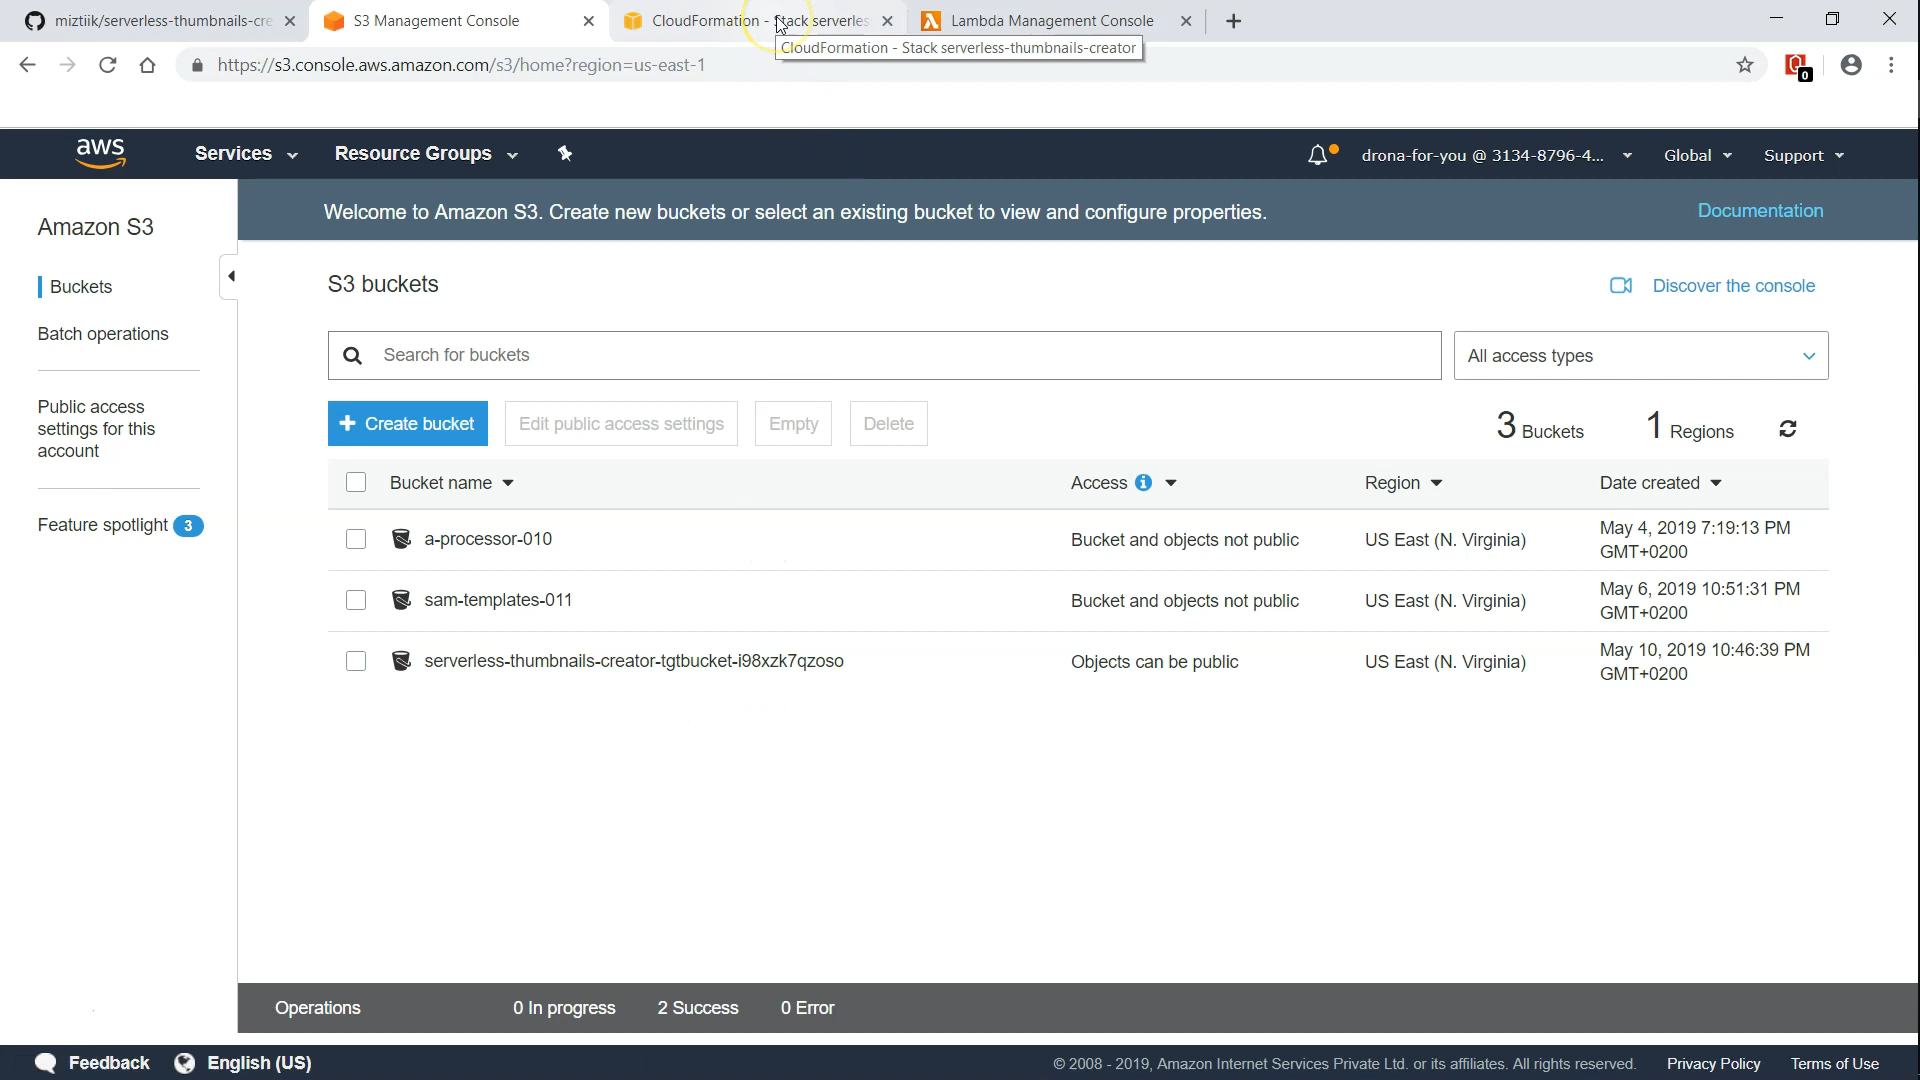 miztiik/serverless-thumbnails-cre
S3 Management Console
CloudFormation - Stack serverles
Lambda Management Console
CloudFormation - Stack serverless-thumbnails-creator
https://s3.console.aws.amazon.com/s3/home?region=us-east-1
0
aws
Services
Resource Groups
drona-for-you @ 3134-8796-4...
Global
Support
Amazon S3
Welcome to Amazon S3. Create new buckets or select an existing bucket to view and configure properties.
Documentation
Buckets
Batch operations
Public access
settings for this
account
Feature spotlight 3
S3 buckets
Discover the console
Search for buckets
All access types
+ Create bucket
Edit public access settings
Empty
Delete
3 Buckets
1 Regions
Bucket name
Access
Region
Date created
a-processor-010
Bucket and objects not public
US East (N. Virginia)
May 4, 2019 7:19:13 PM
GMT+0200
sam-templates-011
Bucket and objects not public
US East (N. Virginia)
May 6, 2019 10:51:31 PM
GMT+0200
serverless-thumbnails-creator-tgtbucket-i98xzk7qzoso
Objects can be public
US East (N. Virginia)
May 10, 2019 10:46:39 PM
GMT+0200
Operations
0 In progress
2 Success
0 Error
Feedback
English (US)
© 2008 - 2019, Amazon Internet Services Private Ltd. or its affiliates. All rights reserved.
Privacy Policy
Terms of Use